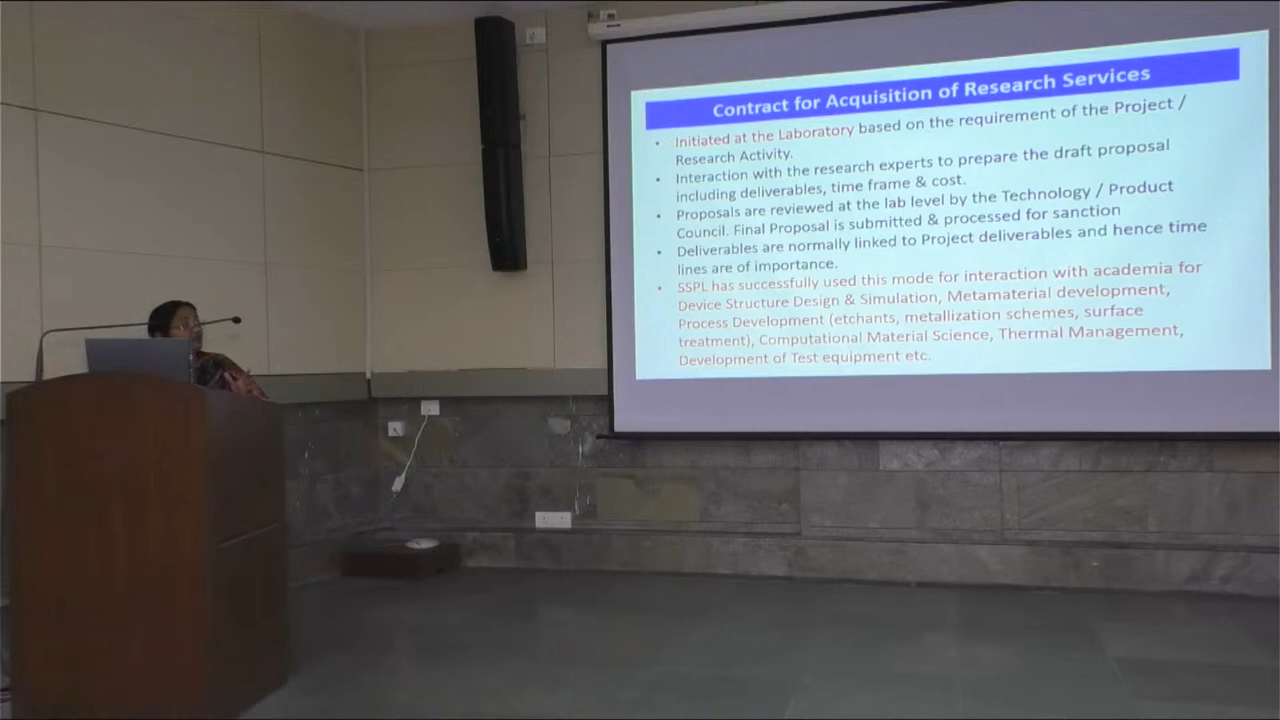 Contract for Acquisition of Research Services
• Initiated at the Laboratory based on the requirement of the Project /
Research Activity.
• Interaction with the research experts to prepare the draft proposal
including deliverables, time frame & cost.
• Proposals are reviewed at the lab level by the Technology / Product
Council. Final Proposal is submitted & processed for sanction
• Deliverables are normally linked to Project deliverables and hence time
lines are of importance.
• SSPL has successfully used this mode for interaction with academia for
Device Structure Design & Simulation, Metamaterial development,
Process Development (etchants, metallization schemes, surface
treatment), Computational Material Science, Thermal Management,
Development of Test equipment etc.